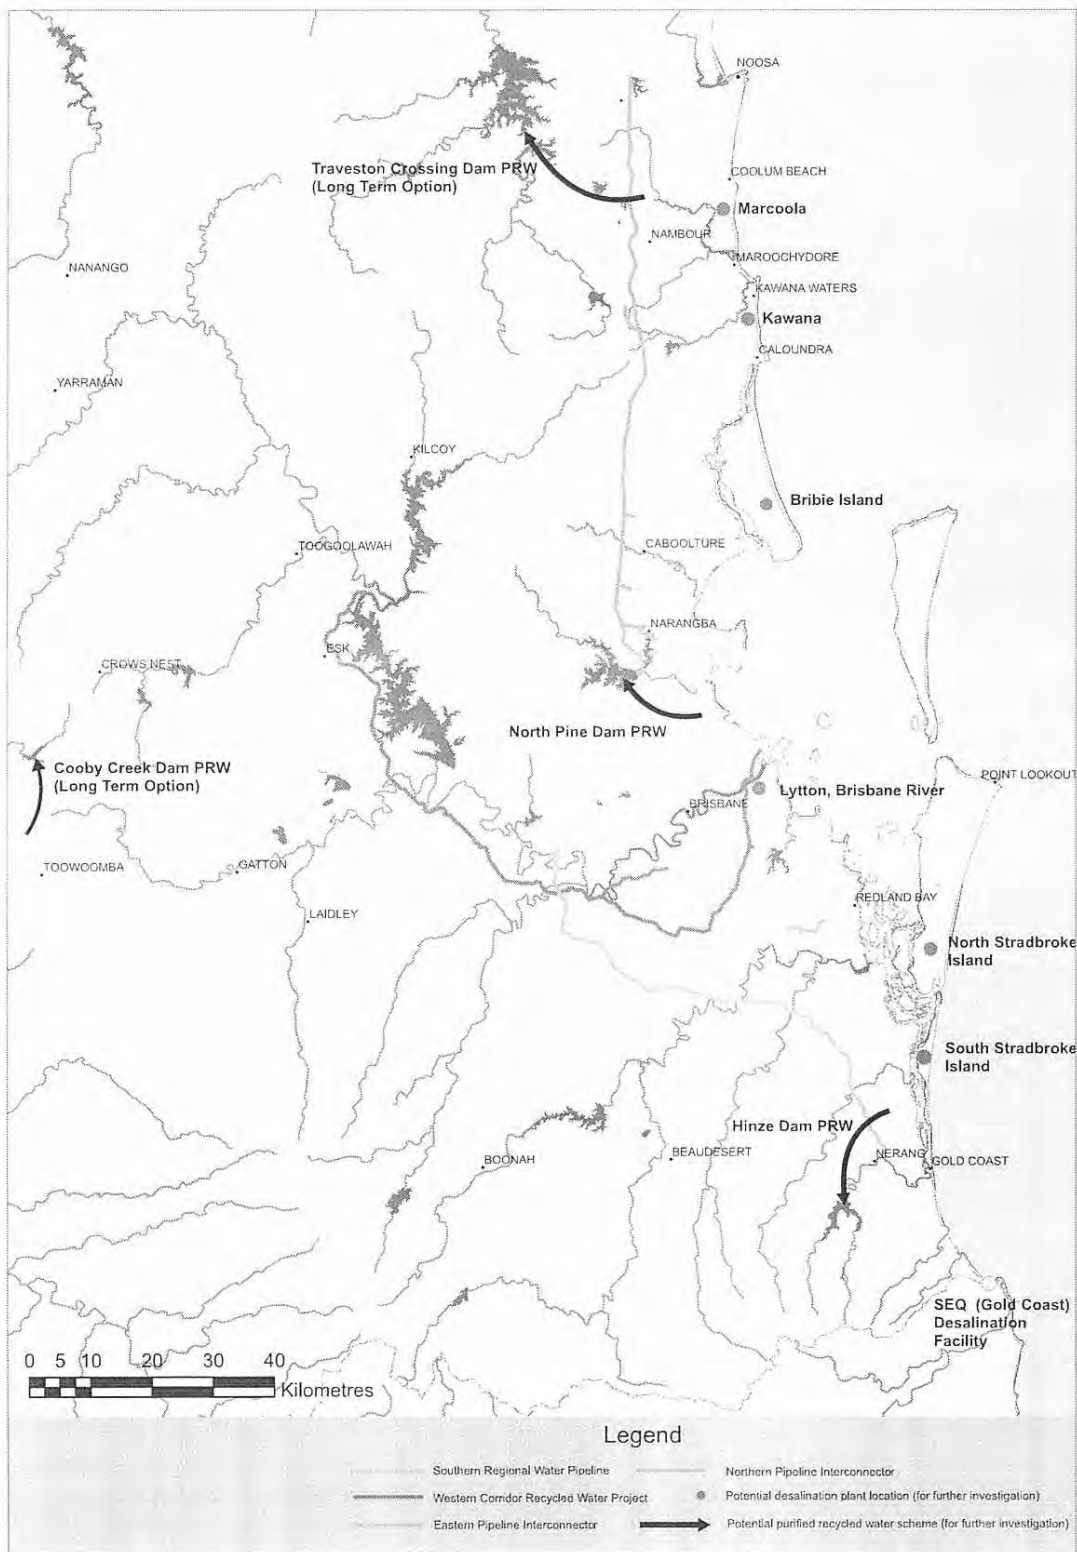 NOOSA
Traveston Crossing Dam PRW
(Long Term Option)
COOLUM BEACH
Marcoola
NAMBOUR
MAROOCHYDORE
NANANGO
KAWANA WATERS
Kawana
CALOUNDRA
YARRAMAN
KILCOY
Bribie Island
TOOGOOLAWAH
CABOOLTURE
NARANGBA
ESK
CROWS NEST
North Pine Dam PRW
Cooby Creek Dam PRW
(Long Term Option)
POINT LOOKOUT
Lytton, Brisbane River
BRISBANE
TOOWOOMBA
GATTON
REDLAND BAY
LAIDLEY
North Stradbroke
Island
South Stradbroke
Island
Hinze Dam PRW
BEAUDESERT
BOONAH
NERANG
GOLD COAST
SEQ (Gold Coast)
Desalination
Facility
0 5 10 20 30 40
Kilometres
Legend
Southern Regional Water Pipeline
Northern Pipeline Interconnector
Western Corridor Recycled Water Project
Potential desalination plant location (for further investigation)
Eastern Pipeline Interconnector
Potential purified recycled water scheme (for further investigation)